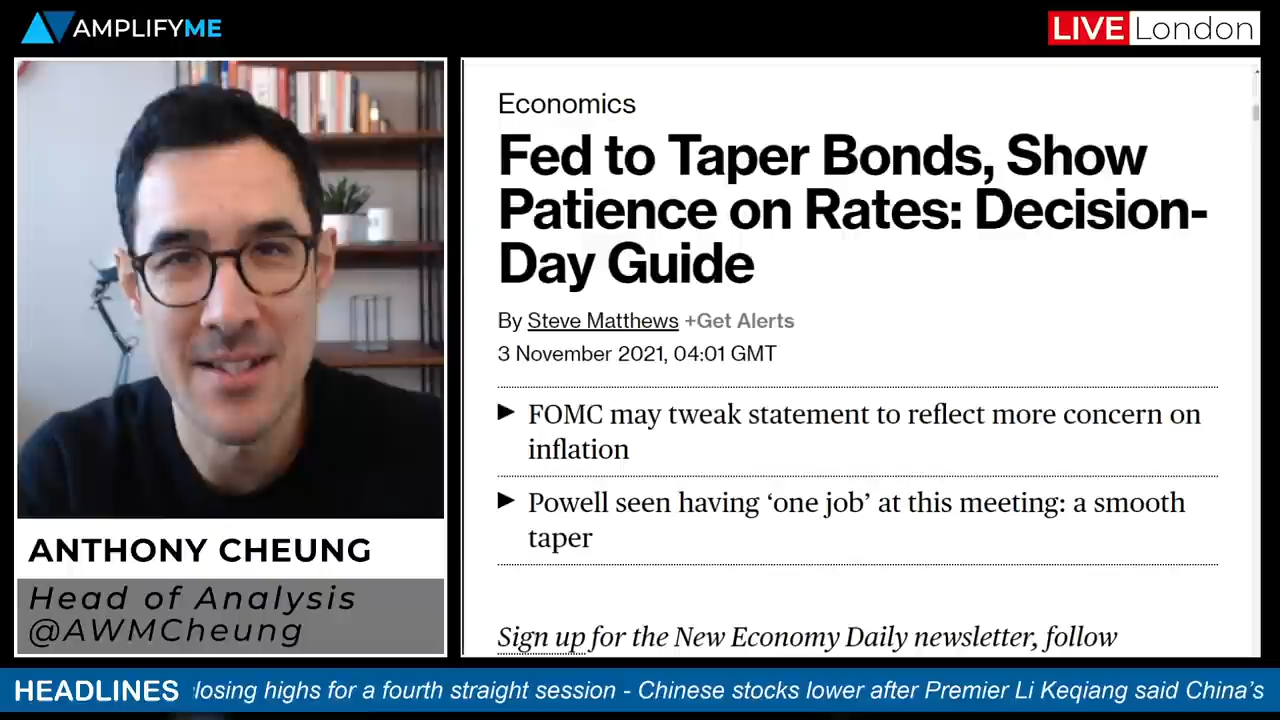 AMPLIFYME
LIVE London
Economics
Fed to Taper Bonds, Show
Patience on Rates: Decision-
Day Guide
By Steve Matthews +Get Alerts
3 November 2021, 04:01 GMT
► FOMC may tweak statement to reflect more concern on
inflation
► Powell seen having ‘one job’ at this meeting: a smooth
taper
Sign up for the New Economy Daily newsletter, follow
ANTHONY CHEUNG
Head of Analysis
@AWMCheung
HEADLINES losing highs for a fourth straight session - Chinese stocks lower after Premier Li Keqiang said China’s